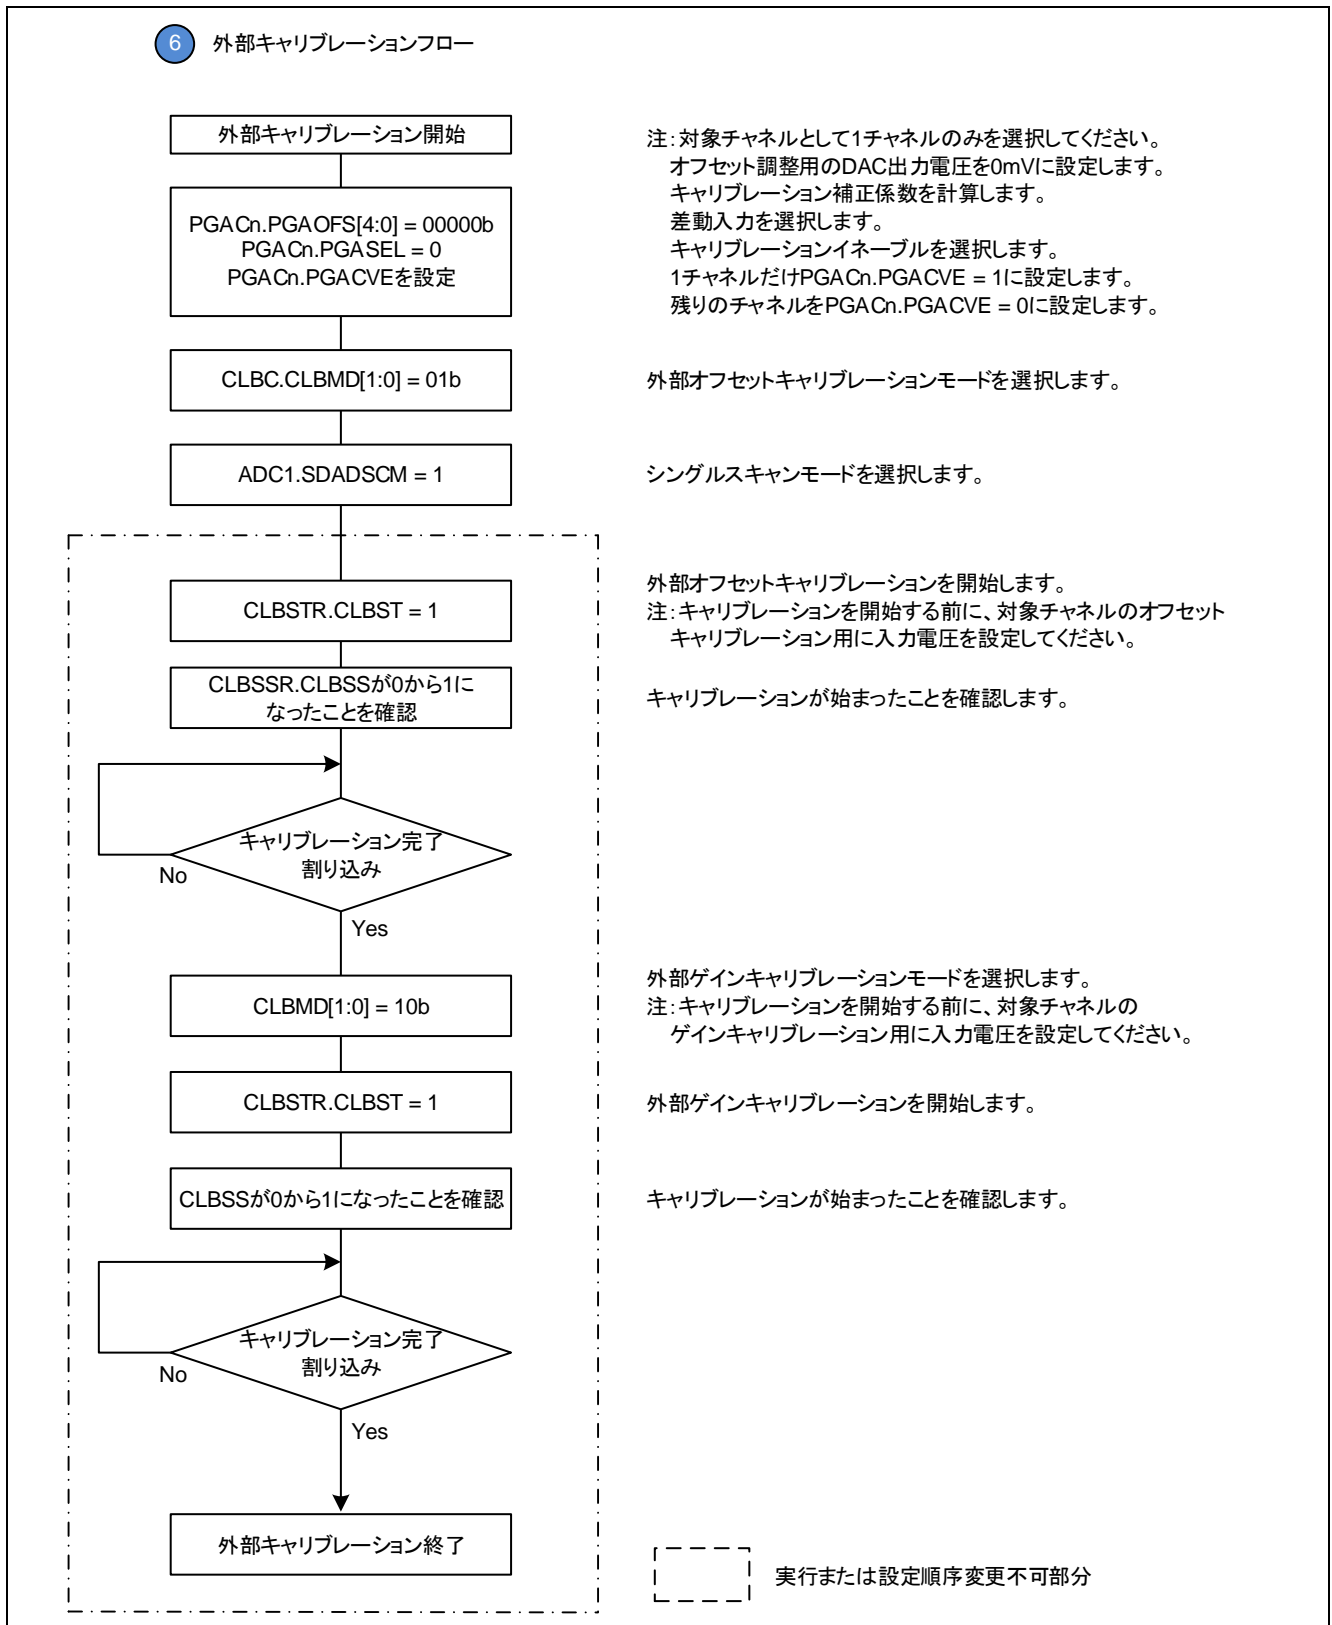 6 外部キャリブレーションフロー
外部キャリブレーション開始
注：対象チャネルとして1チャネルのみを選択してください。
オフセット調整用のDAC出力電圧を0mVに設定します。
キャリブレーション補正係数を計算します。
差動入力を選択します。
キャリブレーションイネーブルを選択します。
1チャネルだけPGACn.PGACVE = 1に設定します。
残りのチャネルをPGACn.PGACVE = 0に設定します。
PGACn.PGAOFS[4:0] = 00000b
PGACn.PGASEL = 0
PGACn.PGACVEを設定
CLBC.CLBMD[1:0] = 01b
外部オフセットキャリブレーションモードを選択します。
ADC1.SDADSCM = 1
シングルスキャンモードを選択します。
CLBSTR.CLBST = 1
外部オフセットキャリブレーションを開始します。
注：キャリブレーションを開始する前に、対象チャネルのオフセット
キャリブレーション用に入力電圧を設定してください。
CLBSSR.CLBSSが0から1に
なったことを確認
キャリブレーションが始まったことを確認します。
キャリブレーション完了
割り込み
No
Yes
CLBMD[1:0] = 10b
外部ゲインキャリブレーションモードを選択します。
注：キャリブレーションを開始する前に、対象チャネルの
ゲインキャリブレーション用に入力電圧を設定してください。
CLBSTR.CLBST = 1
外部ゲインキャリブレーションを開始します。
CLBSSが0から1になったことを確認
キャリブレーションが始まったことを確認します。
キャリブレーション完了
割り込み
No
Yes
外部キャリブレーション終了
実行または設定順序変更不可部分